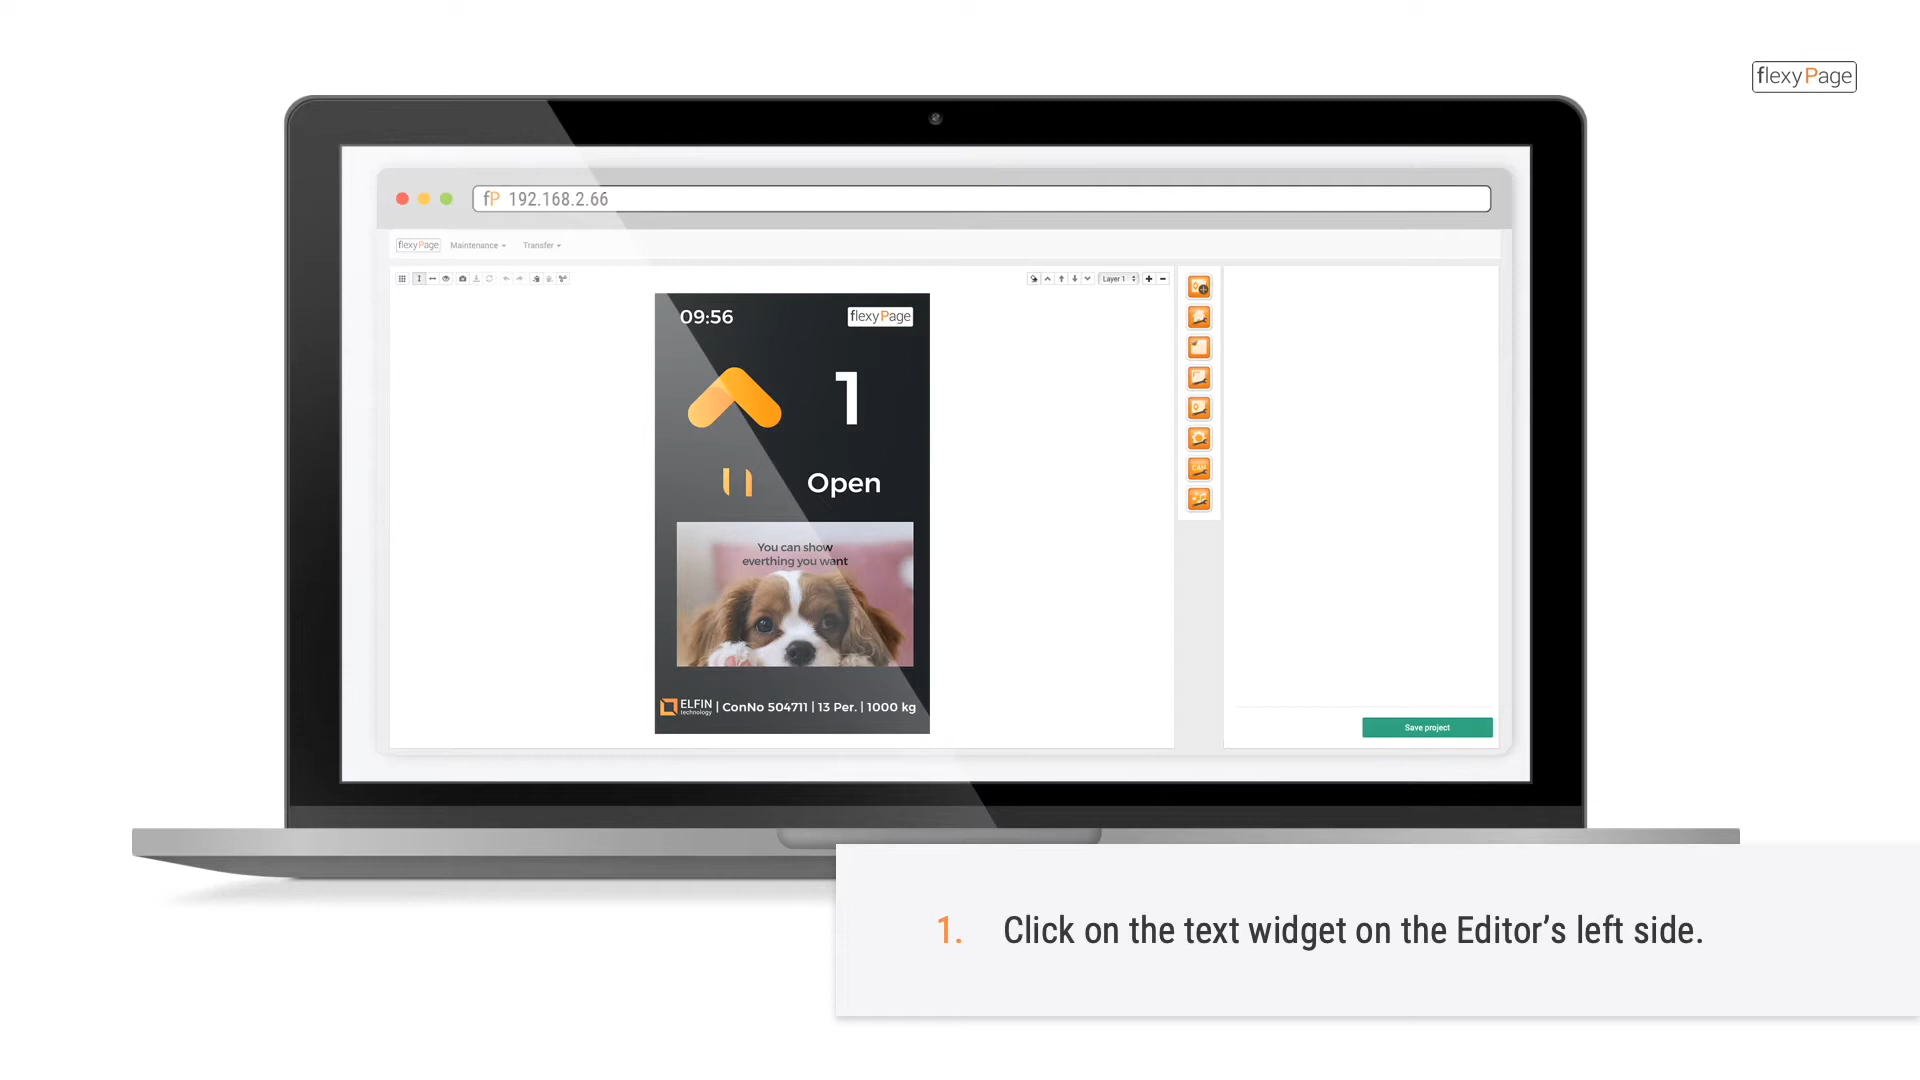 flexyPage
fP 192.168.2.66
flexyPage Maintenance Transfer
Layer 1
09:56 flexyPage
1
Open
You can show
everthing you want
ELFIN
technology
| ConNo 504711 | 13 Per. | 1000 kg
CAN
Save project
1. Click on the text widget on the Editor’s left side.